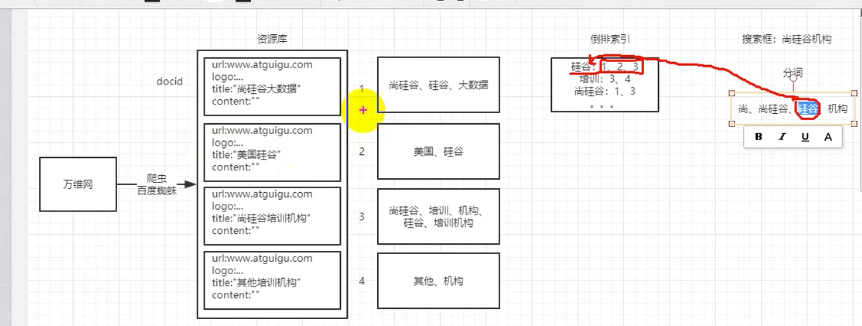 资源库
倒排索引
搜索框：尚硅谷机构
docid
url:www.atguigu.com
logo:...
title:"尚硅谷大数据"
content:""
1
尚硅谷、硅谷、大数据
硅谷：1、2、3
培训：3、4
尚硅谷：1、3
。。。
分词
尚、尚硅谷、硅谷、机构
B I U A
url:www.atguigu.com
logo:...
title:"美国硅谷"
content:""
2
美国、硅谷
万维网
爬虫
百度蜘蛛
url:www.atguigu.com
logo:...
title:"尚硅谷培训机构"
content:""
3
尚硅谷、培训、机构、
硅谷、培训机构
url:www.atguigu.com
logo:...
title:"其他培训机构"
content:""
4
其他、机构